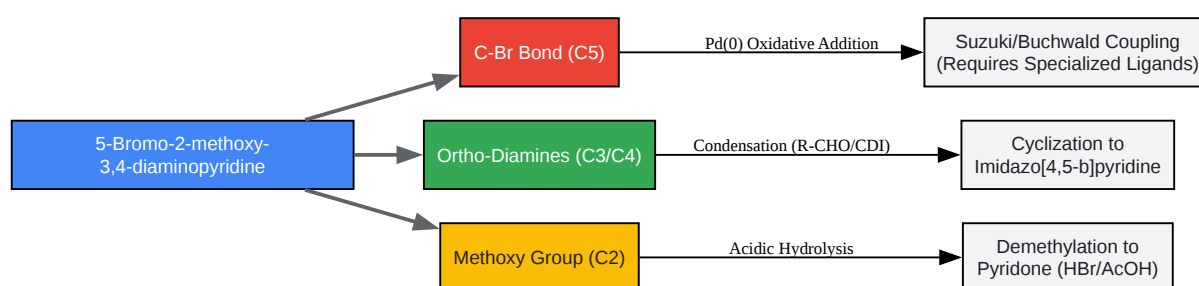 5-Bromo-2-methoxy-
3,4-diaminopyridine
C-Br Bond (C5)
Pd(0) Oxidative Addition
Suzuki/Buchwald Coupling
(Requires Specialized Ligands)
Ortho-Diamines (C3/C4)
Condensation (R-CHO/CDI)
Cyclization to
Imidazo[4,5-b]pyridine
Methoxy Group (C2)
Acidic Hydrolysis
Demethylation to
Pyridone (HBr/AcOH)